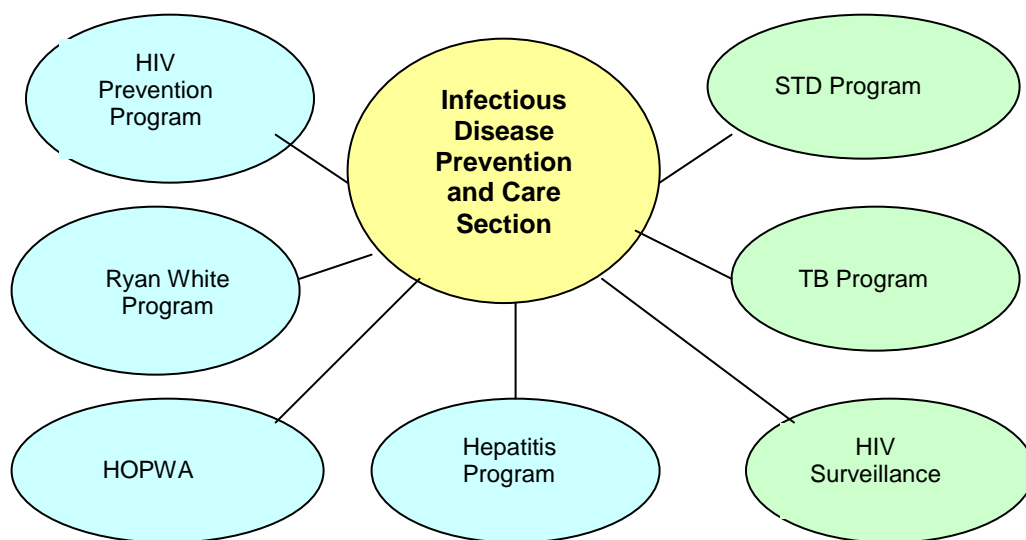 HIV
Prevention
Program
Infectious
Disease
Prevention
and Care
Section
STD Program
Ryan White
Program
TB Program
HOPWA
Hepatitis
Program
HIV
Surveillance